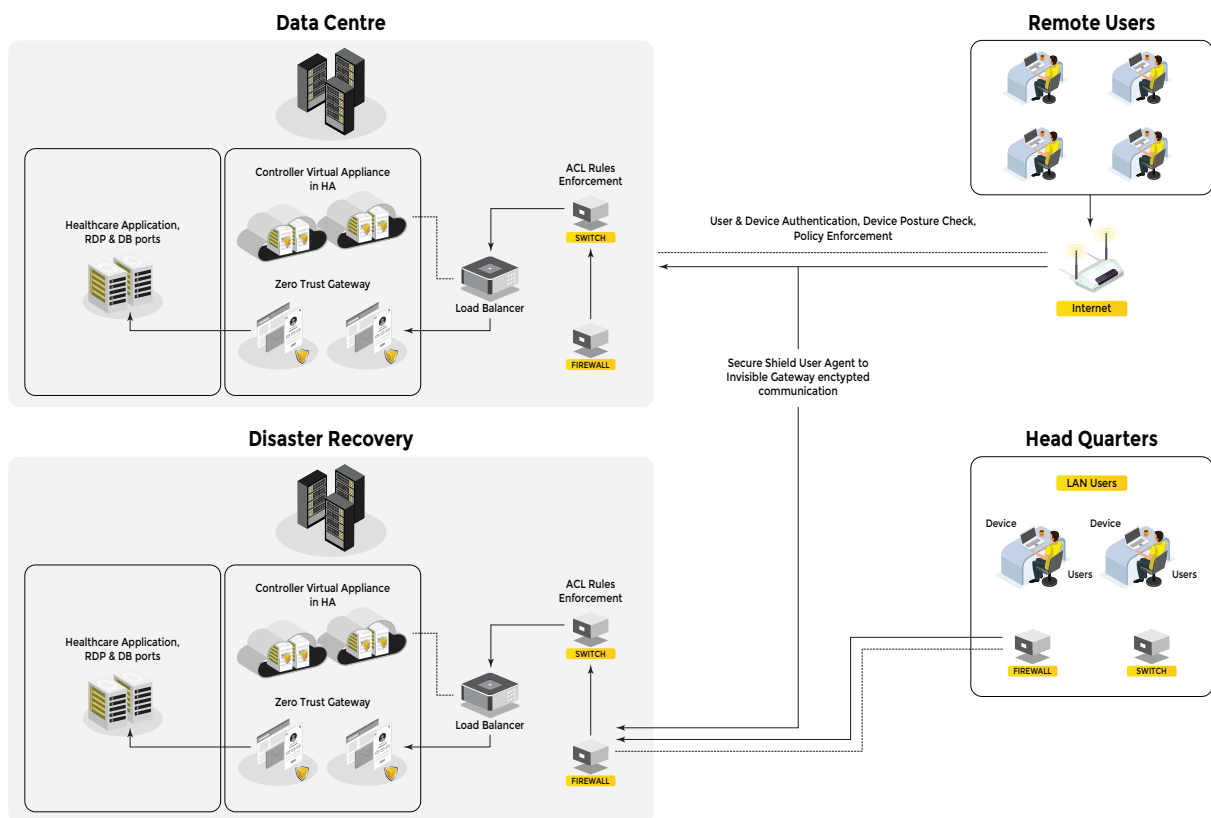 Data Centre
Remote Users
Controller Virtual Appliance
in HA
ACL Rules
Enforcement
Healthcare Application,
RDP & DB ports
SWITCH
User & Device Authentication, Device Posture Check,
Policy Enforcement
Zero Trust Gateway
Load Balancer
Internet
FIREWALL
Secure Shield User Agent to
Invisible Gateway enctypted
communication
Disaster Recovery
Head Quarters
LAN Users
Device
Device
Users
Users
Controller Virtual Appliance
in HA
ACL Rules
Enforcement
Healthcare Application,
RDP & DB ports
SWITCH
FIREWALL
SWITCH
Zero Trust Gateway
Load Balancer
FIREWALL